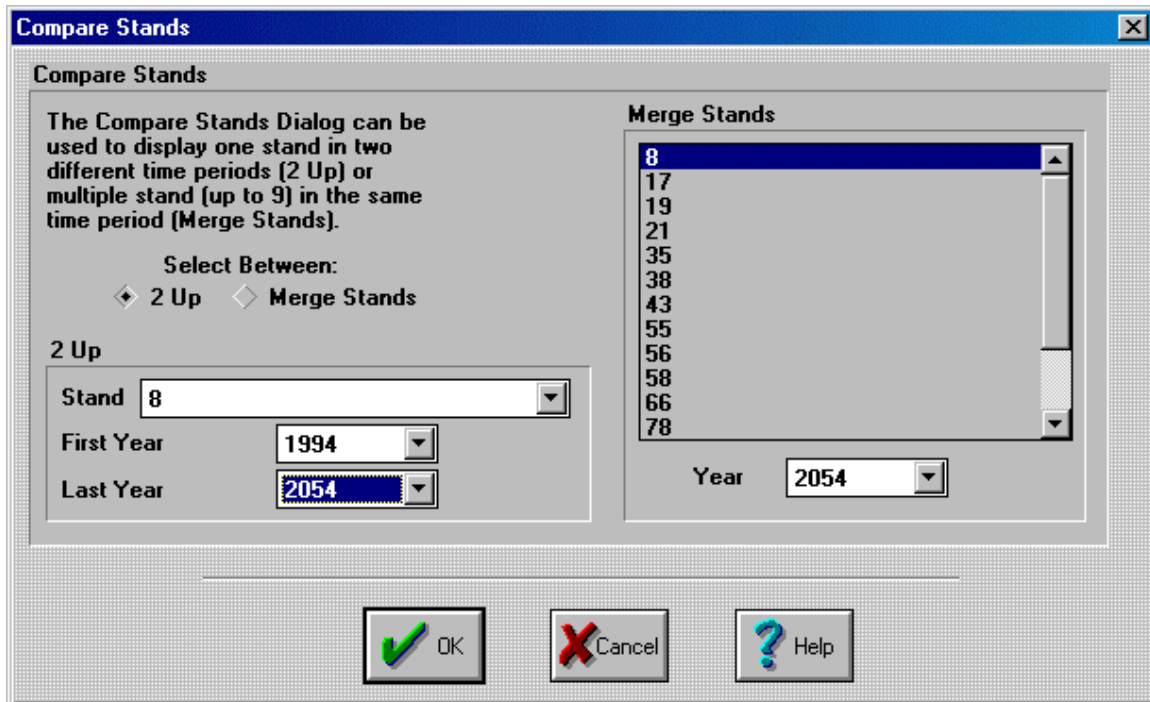 Compare Stands
Compare Stands
The Compare Stands Dialog can be
used to display one stand in two
different time periods (2 Up) or
multiple stand (up to 9) in the same
time period (Merge Stands).
Select Between:
2 Up Merge Stands
2 Up
Stand 8
First Year 1994
Last Year 2054
Merge Stands
8
17
19
21
35
38
43
55
56
58
66
78
Year 2054
OK Cancel Help